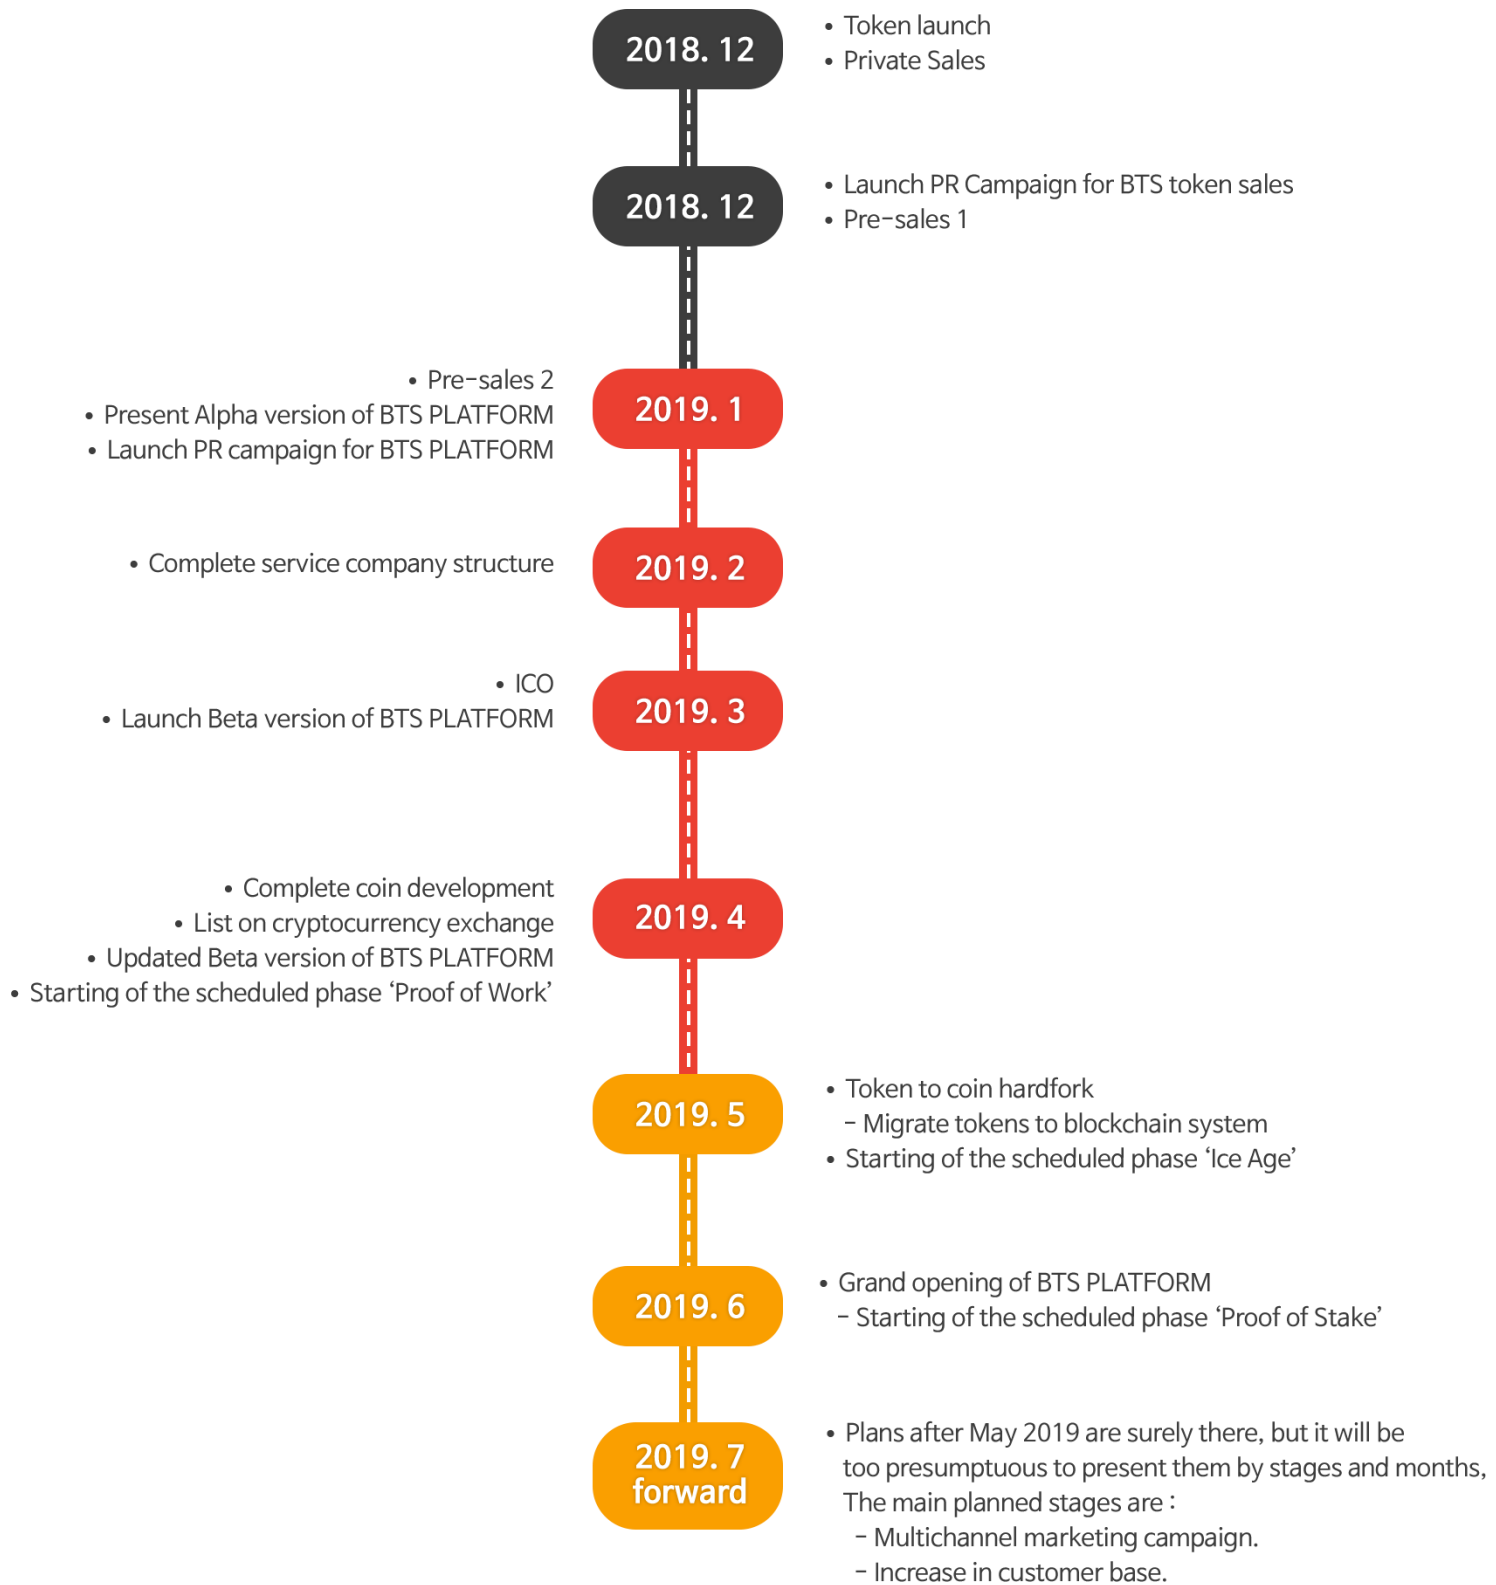 2018. 12
• Token launch
• Private Sales
2018. 12
• Launch PR Campaign for BTS token sales
• Pre-sales 1
2019. 1
• Pre-sales 2
• Present Alpha version of BTS PLATFORM
• Launch PR campaign for BTS PLATFORM
2019. 2
• Complete service company structure
2019. 3
• ICO
• Launch Beta version of BTS PLATFORM
2019. 4
• Complete coin development
• List on cryptocurrency exchange
• Updated Beta version of BTS PLATFORM
• Starting of the scheduled phase ‘Proof of Work’
2019. 5
• Token to coin hardfork
- Migrate tokens to blockchain system
• Starting of the scheduled phase ‘Ice Age’
2019. 6
• Grand opening of BTS PLATFORM
- Starting of the scheduled phase ‘Proof of Stake’
2019. 7
forward
• Plans after May 2019 are surely there, but it will be
too presumptuous to present them by stages and months,
The main planned stages are :
- Multichannel marketing campaign.
- Increase in customer base.